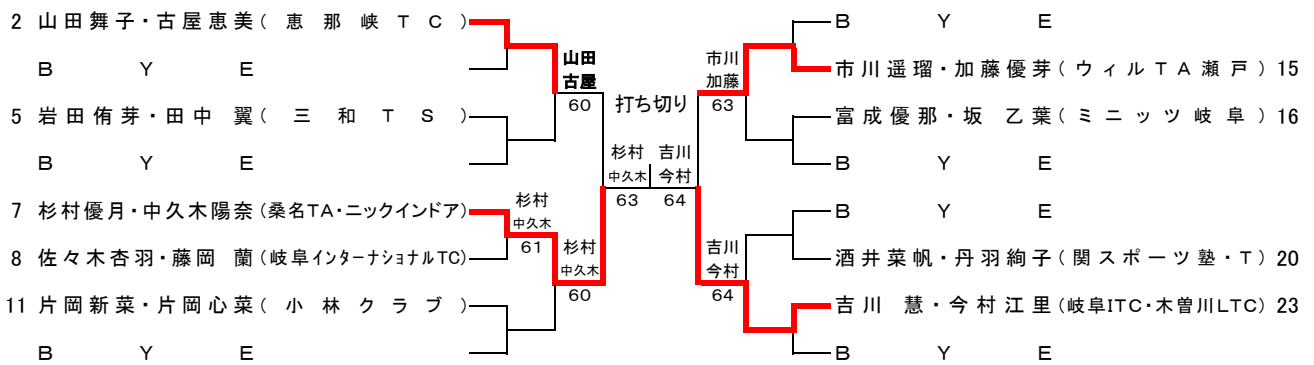 2 山田舞子・古屋恵美(恵那峡TC)
BYE
5 岩田侑芽・田中 翼(三和TS)
BYE
7 杉村優月・中久木陽奈(桑名TA・ニックインドア)
8 佐々木杏羽・藤岡 蘭(岐阜インターナショナルTC)
11 片岡新菜・片岡心菜(小林クラブ)
BYE
杉村
中久木
61
山田
古屋
60
杉村
中久木
60
打ち切り
杉村
中久木
63
吉川
今村
64
市川
加藤
63
吉川
今村
64
BYE
市川遥瑠・加藤優芽(ウィルTA瀬戸) 15
富成優那・坂 乙葉(ミニッツ岐阜) 16
BYE
BYE
酒井菜帆・丹羽絢子(関スポーツ塾・T) 20
吉川 慧・今村江里(岐阜ITC・木曽川LTC) 23
BYE